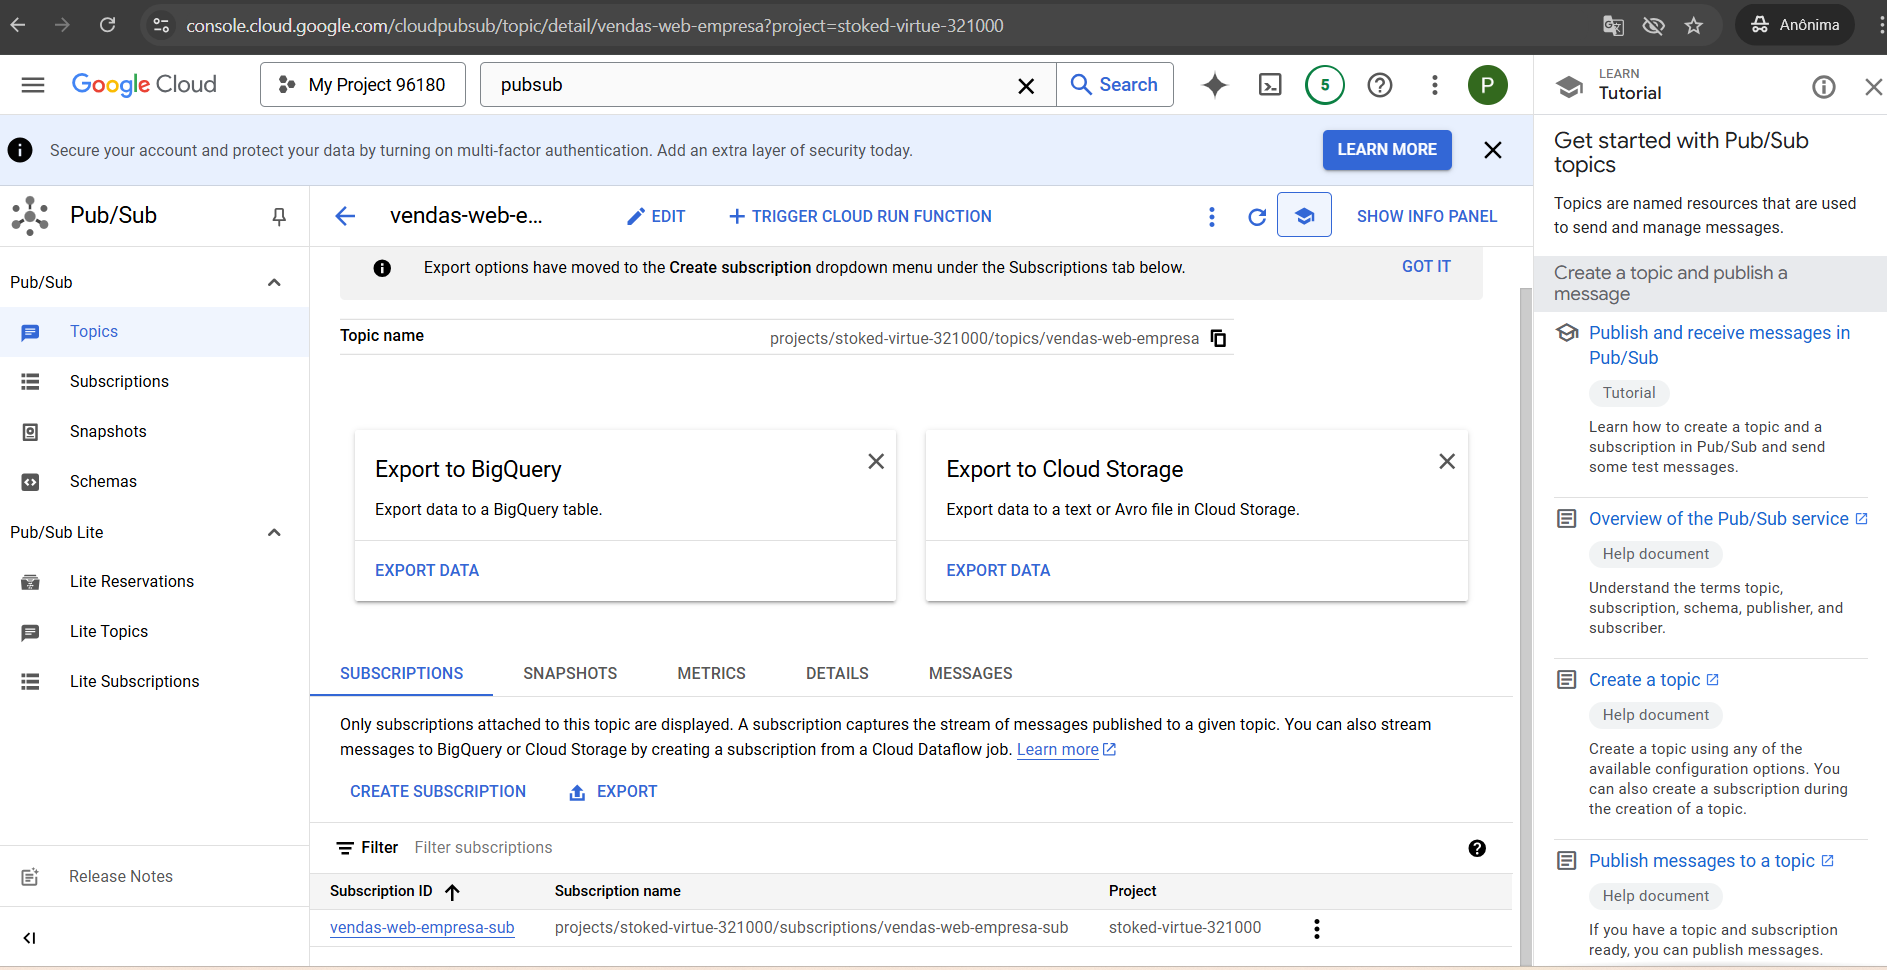 console.cloud.google.com/cloudpubsub/topic/detail/vendas-web-empresa?project=stoked-virtue-321000
Anônima
Google Cloud
My Project 96180
pubsub
Search
5
P
LEARN
Tutorial
Secure your account and protect your data by turning on multi-factor authentication. Add an extra layer of security today.
LEARN MORE
Pub/Sub
vendas-web-e...
EDIT
TRIGGER CLOUD RUN FUNCTION
SHOW INFO PANEL
Pub/Sub
Topics
Subscriptions
Snapshots
Schemas
Pub/Sub Lite
Lite Reservations
Lite Topics
Lite Subscriptions
Release Notes
Export options have moved to the Create subscription dropdown menu under the Subscriptions tab below.
GOT IT
Topic name
projects/stoked-virtue-321000/topics/vendas-web-empresa
Export to BigQuery
Export data to a BigQuery table.
EXPORT DATA
Export to Cloud Storage
Export data to a text or Avro file in Cloud Storage.
EXPORT DATA
SUBSCRIPTIONS
SNAPSHOTS
METRICS
DETAILS
MESSAGES
Only subscriptions attached to this topic are displayed. A subscription captures the stream of messages published to a given topic. You can also stream
messages to BigQuery or Cloud Storage by creating a subscription from a Cloud Dataflow job. Learn more
CREATE SUBSCRIPTION
EXPORT
Filter
Filter subscriptions
Subscription ID
Subscription name
Project
vendas-web-empresa-sub
projects/stoked-virtue-321000/subscriptions/vendas-web-empresa-sub
stoked-virtue-321000
Get started with Pub/Sub
topics
Topics are named resources that are used
to send and manage messages.
Create a topic and publish a
message
Publish and receive messages in
Pub/Sub
Tutorial
Learn how to create a topic and a
subscription in Pub/Sub and send
some test messages.
Overview of the Pub/Sub service
Help document
Understand the terms topic,
subscription, schema, publisher, and
subscriber.
Create a topic
Help document
Create a topic using any of the
available configuration options. You
can also create a subscription during
the creation of a topic.
Publish messages to a topic
Help document
If you have a topic and subscription
ready, you can publish messages.